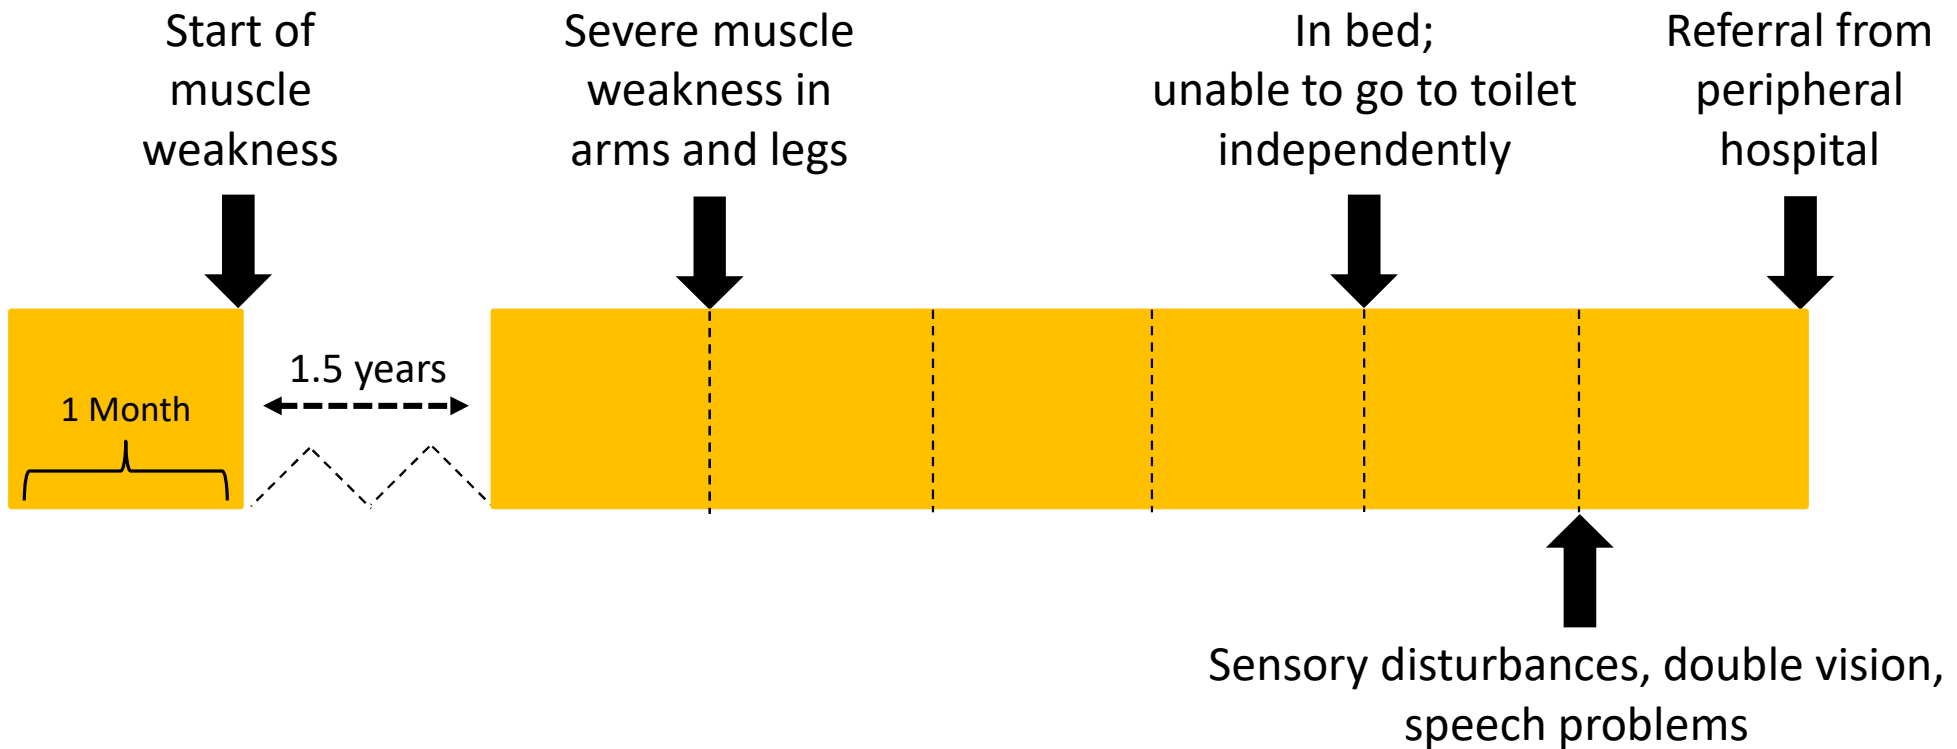 Start of
muscle
weakness
Severe muscle
weakness in
arms and legs
In bed;
unable to go to toilet
independently
Referral from
peripheral
hospital
1.5 years
1 Month
Sensory disturbances, double vision,
speech problems